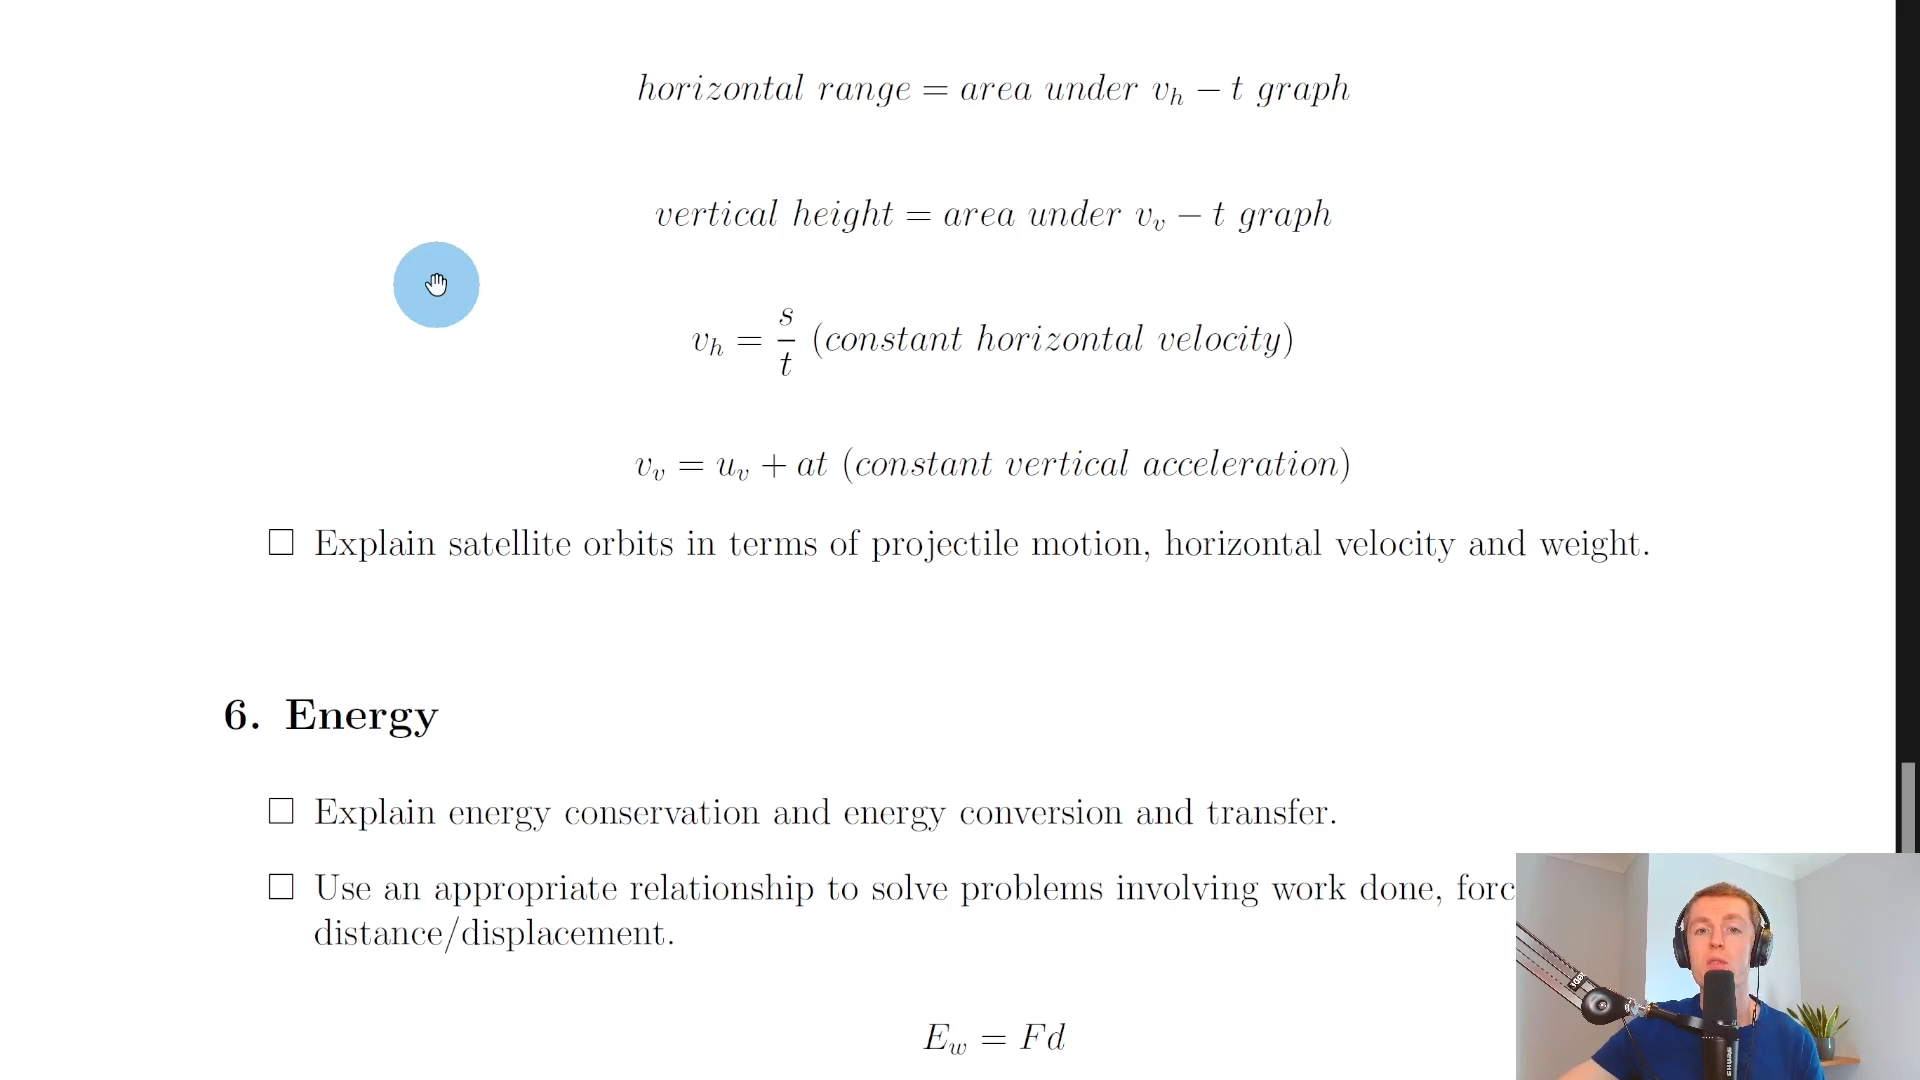 horizontal range = area under v_h − t graph
vertical height = area under v_v − t graph
v_h = s/t (constant horizontal velocity)
v_v = u_v + at (constant vertical acceleration)
☐ Explain satellite orbits in terms of projectile motion, horizontal velocity and weight.
6. Energy
☐ Explain energy conservation and energy conversion and transfer.
☐ Use an appropriate relationship to solve problems involving work done, forc
distance/displacement.
E_w = Fd